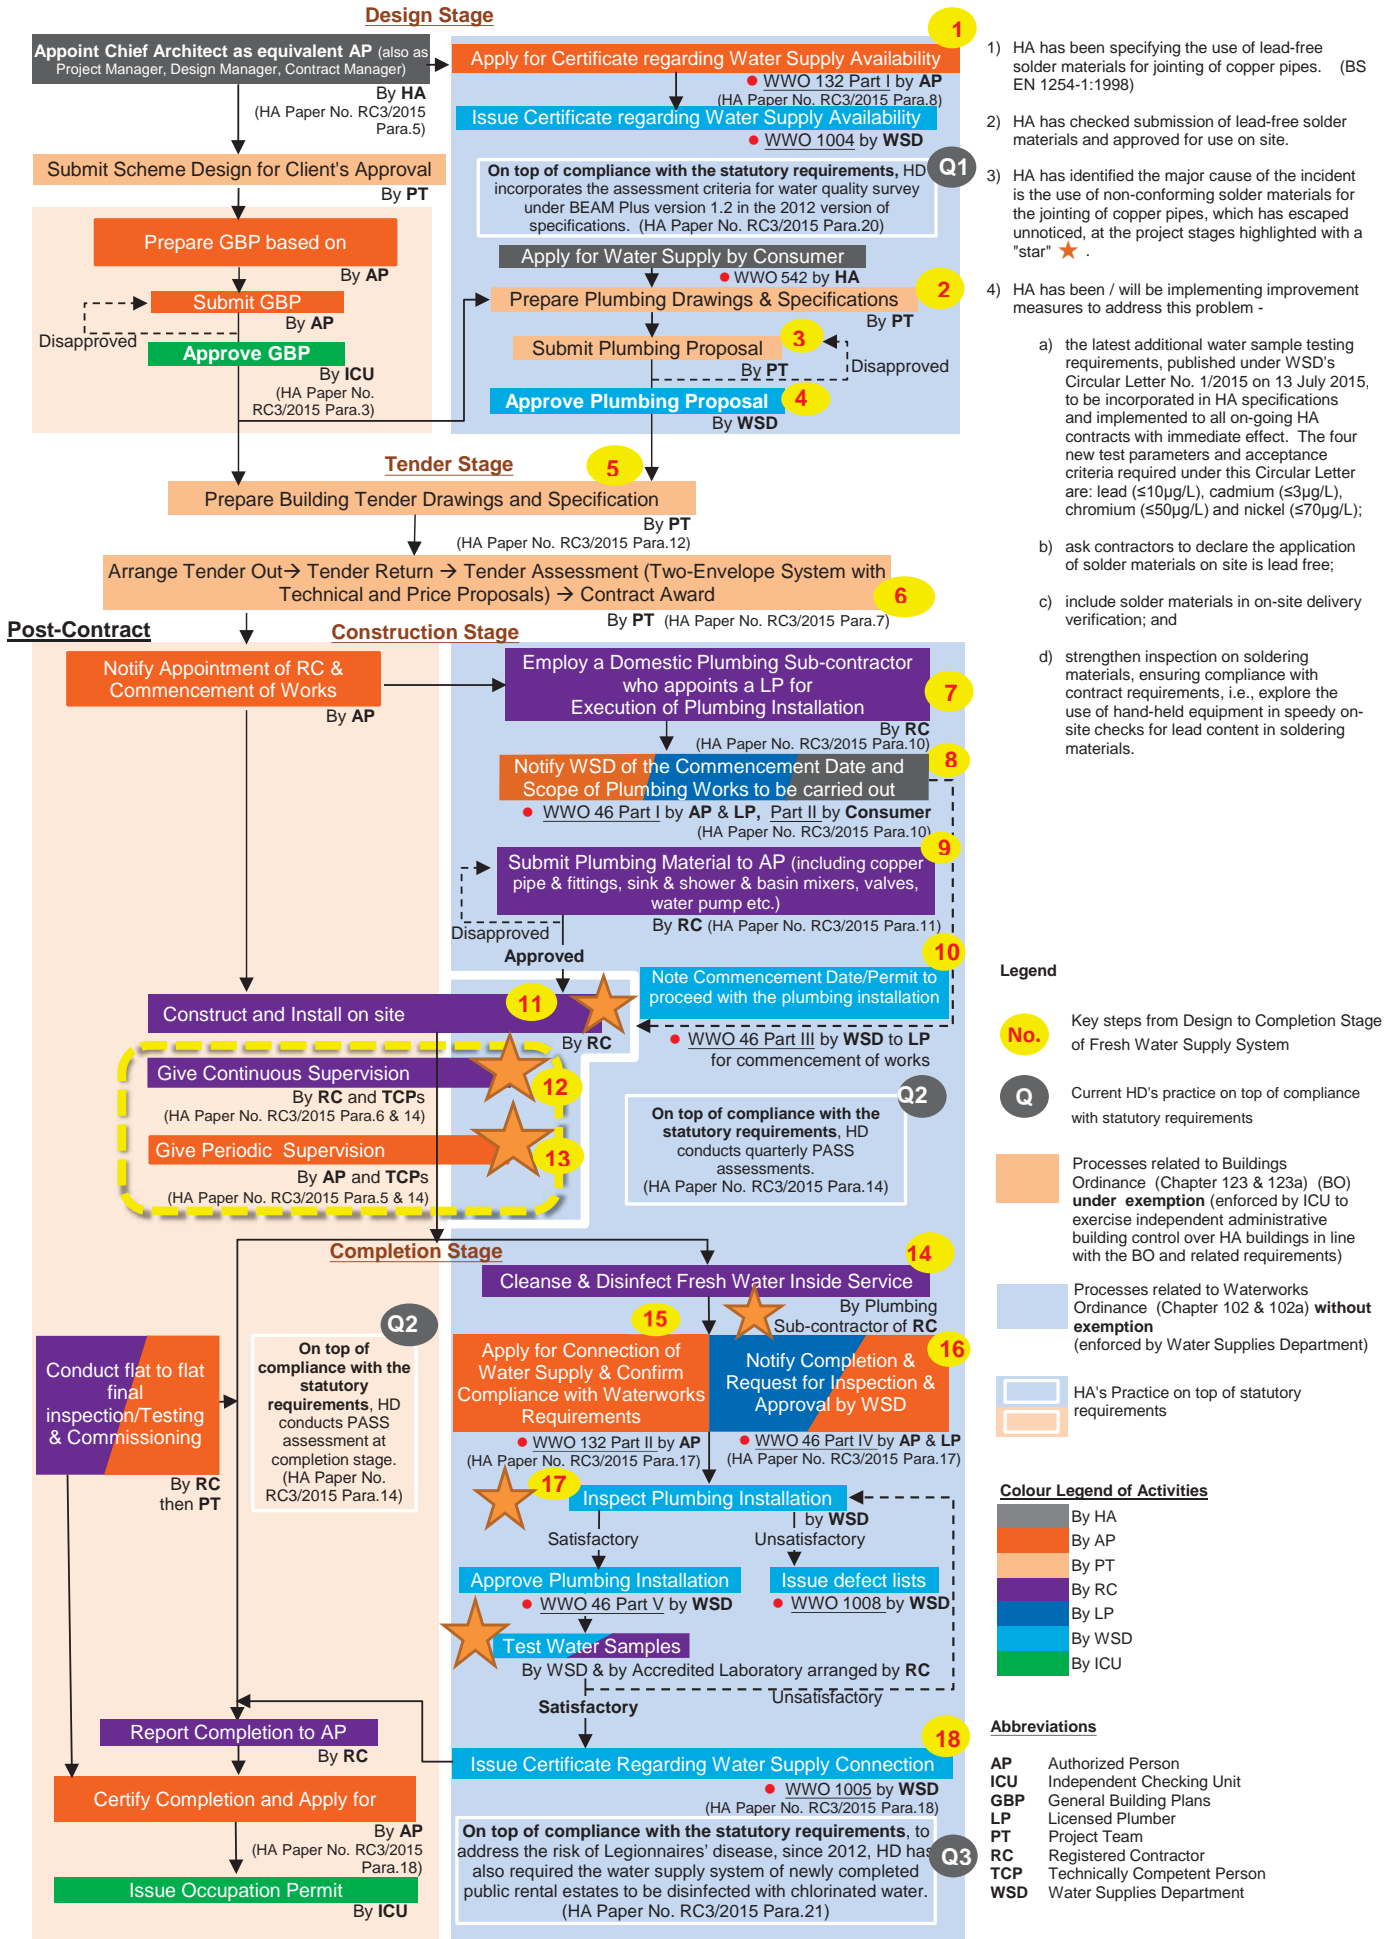 Design Stage
Appoint Chief Architect as equivalent AP (also as
Project Manager, Design Manager, Contract Manager)
By HA
(HA Paper No. RC3/2015
Para.5)
Submit Scheme Design for Client's Approval
By PT
Prepare GBP based on
By AP
Submit GBP
By AP
Disapproved
Approve GBP
By ICU
(HA Paper No.
RC3/2015 Para.3)
1
Apply for Certificate regarding Water Supply Availability
WWO 132 Part I by AP
(HA Paper No. RC3/2015 Para.8)
Issue Certificate regarding Water Supply Availability
WWO 1004 by WSD
Q1
On top of compliance with the statutory requirements, HD
incorporates the assessment criteria for water quality survey
under BEAM Plus version 1.2 in the 2012 version of
specifications. (HA Paper No. RC3/2015 Para.20)
Apply for Water Supply by Consumer
WWO 542 by HA
Prepare Plumbing Drawings & Specifications
2
By PT
Submit Plumbing Proposal
3
By PT
Disapproved
Approve Plumbing Proposal
4
By WSD
Tender Stage
5
Prepare Building Tender Drawings and Specification
By PT
(HA Paper No. RC3/2015 Para.12)
Arrange Tender Out→ Tender Return → Tender Assessment (Two-Envelope System with
Technical and Price Proposals) → Contract Award
6
By PT (HA Paper No. RC3/2015 Para.7)
Post-Contract
Construction Stage
Notify Appointment of RC &
Commencement of Works
By AP
Employ a Domestic Plumbing Sub-contractor
who appoints a LP for
Execution of Plumbing Installation
7
By RC
(HA Paper No. RC3/2015 Para.10)
8
Notify WSD of the Commencement Date and
Scope of Plumbing Works to be carried out
WWO 46 Part I by AP & LP, Part II by Consumer
(HA Paper No. RC3/2015 Para.10)
9
Submit Plumbing Material to AP (including copper
pipe & fittings, sink & shower & basin mixers, valves,
water pump etc.)
By RC (HA Paper No. RC3/2015 Para.11)
Disapproved
Approved
10
Note Commencement Date/Permit to
proceed with the plumbing installation
WWO 46 Part III by WSD to LP
for commencement of works
11
Construct and Install on site
By RC
Give Continuous Supervision
12
By RC and TCPs
(HA Paper No. RC3/2015 Para.6 & 14)
Give Periodic Supervision
13
By AP and TCPs
(HA Paper No. RC3/2015 Para.5 & 14)
Q2
On top of compliance with the
statutory requirements, HD
conducts quarterly PASS
assessments.
(HA Paper No. RC3/2015 Para.14)
Completion Stage
14
Cleanse & Disinfect Fresh Water Inside Service
By Plumbing
Sub-contractor of RC
Conduct flat to flat
final
inspection/Testing
& Commissioning
By RC
then PT
Q2
On top of
compliance with the
statutory
requirements, HD
conducts PASS
assessment at
completion stage.
(HA Paper No.
RC3/2015 Para.14)
15
Apply for Connection of
Water Supply & Confirm
Compliance with Waterworks
Requirements
WWO 132 Part II by AP
(HA Paper No. RC3/2015 Para.17)
16
Notify Completion &
Request for Inspection &
Approval by WSD
WWO 46 Part IV by AP & LP
(HA Paper No. RC3/2015 Para.17)
17
Inspect Plumbing Installation
by WSD
Satisfactory
Unsatisfactory
Approve Plumbing Installation
WWO 46 Part V by WSD
Issue defect lists
WWO 1008 by WSD
Test Water Samples
By WSD & by Accredited Laboratory arranged by RC
Unsatisfactory
Satisfactory
18
Issue Certificate Regarding Water Supply Connection
WWO 1005 by WSD
(HA Paper No. RC3/2015 Para.18)
Report Completion to AP
By RC
Certify Completion and Apply for
By AP
(HA Paper No. RC3/2015
Para.18)
Issue Occupation Permit
By ICU
Q3
On top of compliance with the statutory requirements, to
address the risk of Legionnaires' disease, since 2012, HD has
also required the water supply system of newly completed
public rental estates to be disinfected with chlorinated water.
(HA Paper No. RC3/2015 Para.21)
1) HA has been specifying the use of lead-free
solder materials for jointing of copper pipes. (BS
EN 1254-1:1998)
2) HA has checked submission of lead-free solder
materials and approved for use on site.
3) HA has identified the major cause of the incident
is the use of non-conforming solder materials for
the jointing of copper pipes, which has escaped
unnoticed, at the project stages highlighted with a
"star" ★ .
4) HA has been / will be implementing improvement
measures to address this problem -
a) the latest additional water sample testing
requirements, published under WSD's
Circular Letter No. 1/2015 on 13 July 2015,
to be incorporated in HA specifications
and implemented to all on-going HA
contracts with immediate effect. The four
new test parameters and acceptance
criteria required under this Circular Letter
are: lead (≤10µg/L), cadmium (≤3µg/L),
chromium (≤50µg/L) and nickel (≤70µg/L);
b) ask contractors to declare the application
of solder materials on site is lead free;
c) include solder materials in on-site delivery
verification; and
d) strengthen inspection on soldering
materials, ensuring compliance with
contract requirements, i.e., explore the
use of hand-held equipment in speedy on-
site checks for lead content in soldering
materials.
Legend
No.
Key steps from Design to Completion Stage
of Fresh Water Supply System
Q
Current HD's practice on top of compliance
with statutory requirements
Processes related to Buildings
Ordinance (Chapter 123 & 123a) (BO)
under exemption (enforced by ICU to
exercise independent administrative
building control over HA buildings in line
with the BO and related requirements)
Processes related to Waterworks
Ordinance (Chapter 102 & 102a) without
exemption
(enforced by Water Supplies Department)
HA's Practice on top of statutory
requirements
Colour Legend of Activities
By HA
By AP
By PT
By RC
By LP
By WSD
By ICU
Abbreviations
AP Authorized Person
ICU Independent Checking Unit
GBP General Building Plans
LP Licensed Plumber
PT Project Team
RC Registered Contractor
TCP Technically Competent Person
WSD Water Supplies Department